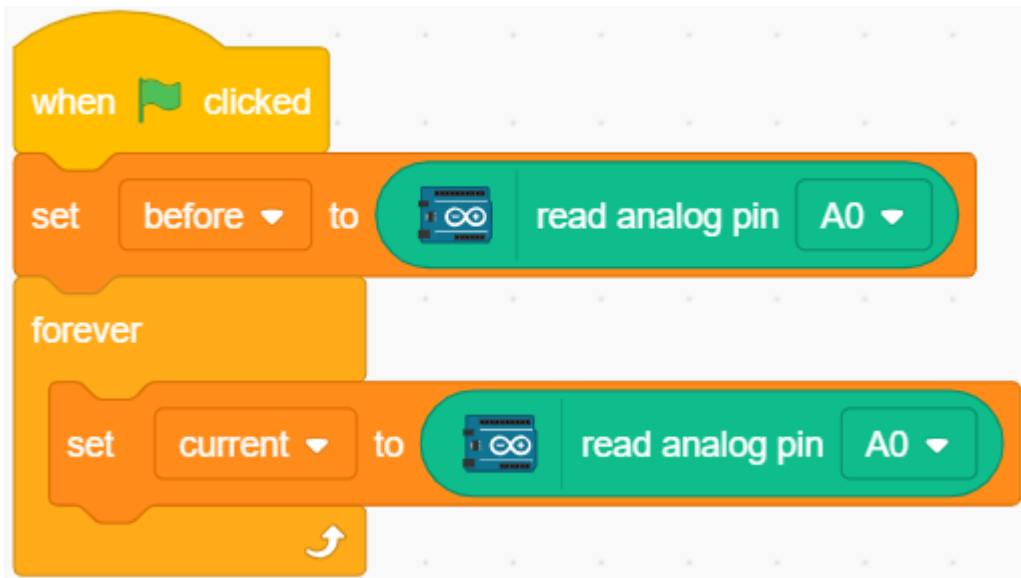 when clicked
set before to read analog pin A0
forever
set current to read analog pin A0